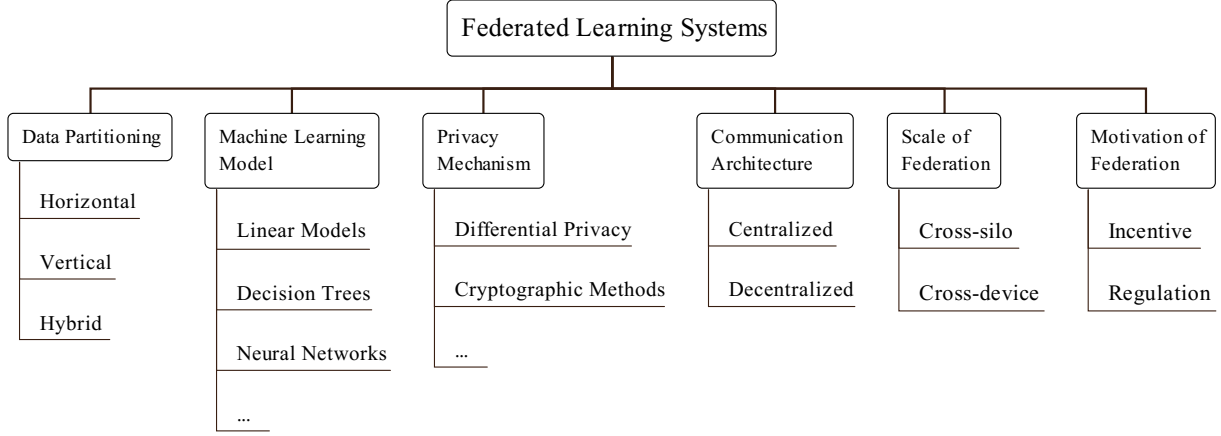 Federated Learning Systems
Data Partitioning
Horizontal
Vertical
Hybrid
Machine Learning
Model
Linear Models
Decision Trees
Neural Networks
...
Privacy
Mechanism
Differential Privacy
Cryptographic Methods
...
Communication
Architecture
Centralized
Decentralized
Scale of
Federation
Cross-silo
Cross-device
Motivation of
Federation
Incentive
Regulation